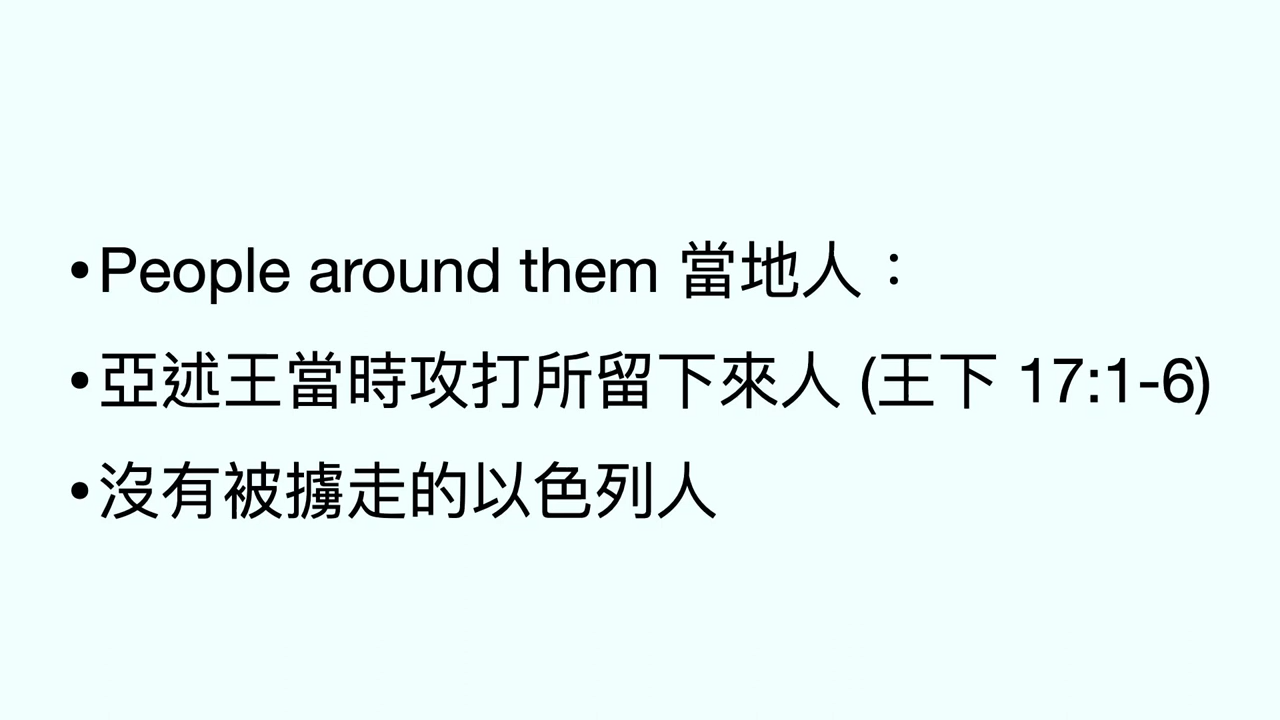 •People around them 當地人：
•亞述王當時攻打所留下來人 (王下 17:1-6)
•沒有被擄走的以色列人